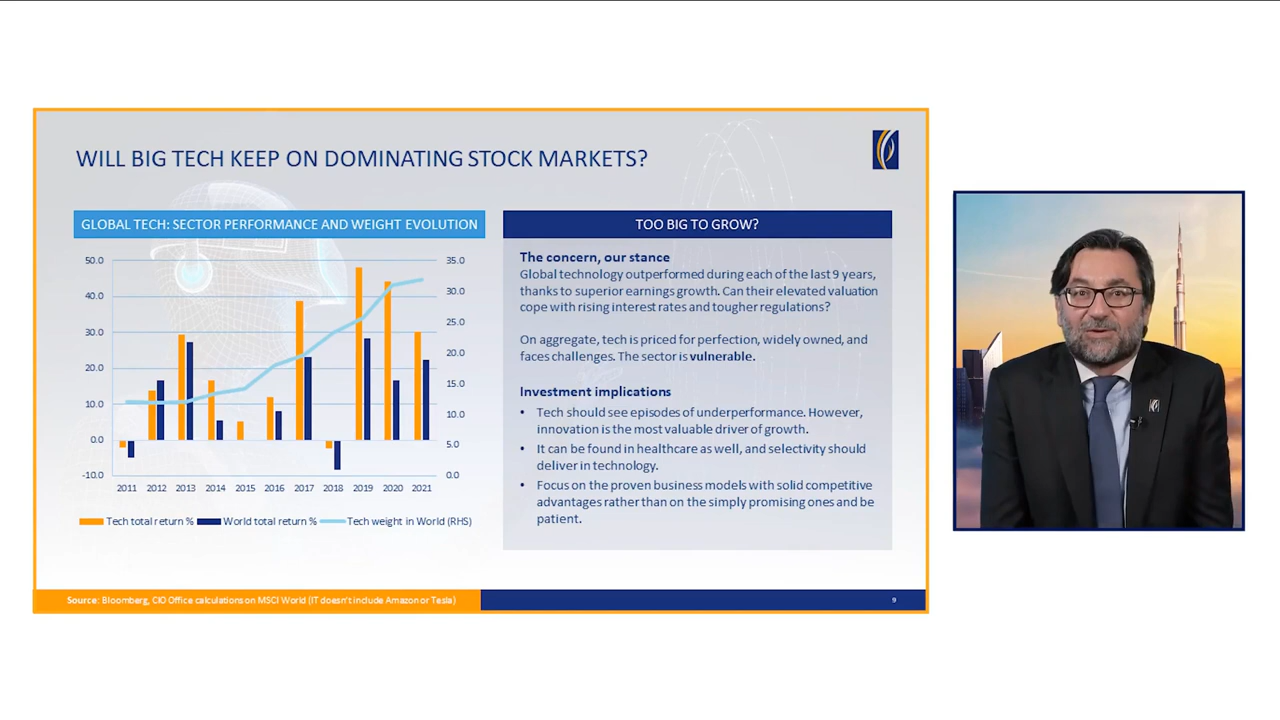 WILL BIG TECH KEEP ON DOMINATING STOCK MARKETS?
GLOBAL TECH: SECTOR PERFORMANCE AND WEIGHT EVOLUTION
50.0
40.0
30.0
20.0
10.0
0.0
-10.0
35.0
30.0
25.0
20.0
15.0
10.0
5.0
0.0
2011 2012 2013 2014 2015 2016 2017 2018 2019 2020 2021
Tech total return % World total return % Tech weight in World (RHS)
TOO BIG TO GROW?
The concern, our stance
Global technology outperformed during each of the last 9 years,
thanks to superior earnings growth. Can their elevated valuation
cope with rising interest rates and tougher regulations?
On aggregate, tech is priced for perfection, widely owned, and
faces challenges. The sector is vulnerable.
Investment implications
• Tech should see episodes of underperformance. However,
innovation is the most valuable driver of growth.
• It can be found in healthcare as well, and selectivity should
deliver in technology.
• Focus on the proven business models with solid competitive
advantages rather than on the simply promising ones and be
patient.
Source: Bloomberg, CIO Office calculations on MSCI World (IT doesn't include Amazon or Tesla)
9